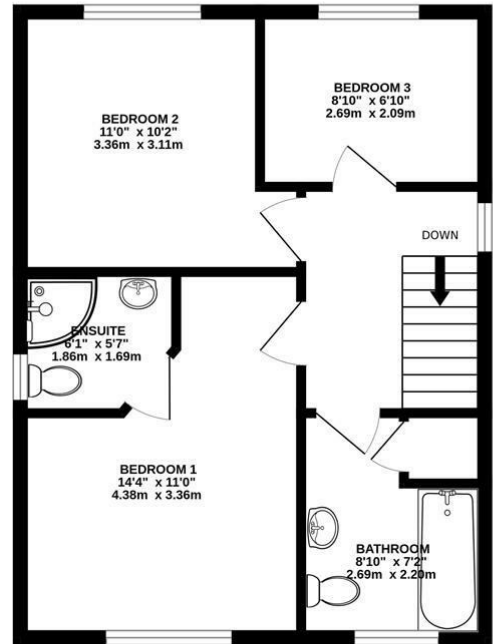 BEDROOM 2
11'0" x 10'2"
3.36m x 3.11m
BEDROOM 3
8'10" x 6'10"
2.69m x 2.09m
DOWN
ENSUITE
6'1" x 5'7"
1.86m x 1.69m
BEDROOM 1
14'4" x 11'0"
4.38m x 3.36m
BATHROOM
8'10" x 7'2"
2.69m x 2.20m